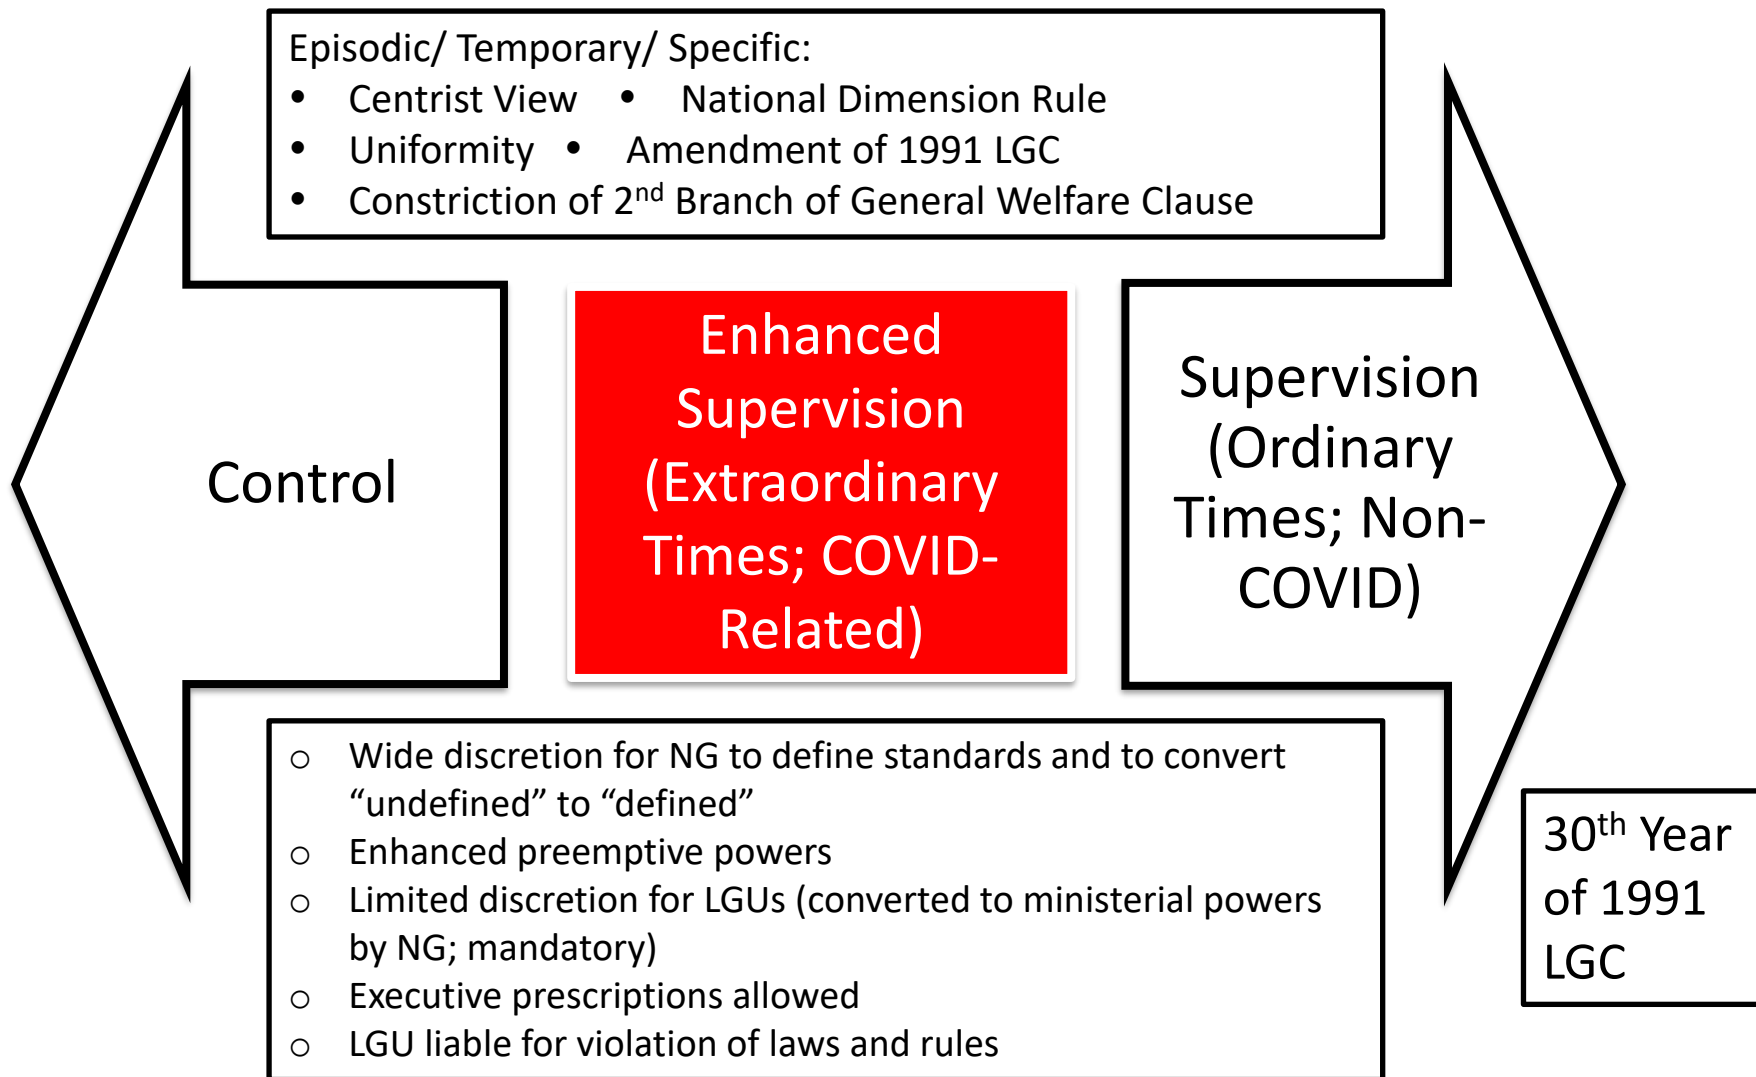 Episodic/ Temporary/ Specific:
• Centrist View • National Dimension Rule
• Uniformity • Amendment of 1991 LGC
• Constriction of 2nd Branch of General Welfare Clause
Control
Enhanced
Supervision
(Extraordinary
Times; COVID-
Related)
Supervision
(Ordinary
Times; Non-
COVID)
○ Wide discretion for NG to define standards and to convert
“undefined” to “defined”
○ Enhanced preemptive powers
○ Limited discretion for LGUs (converted to ministerial powers
by NG; mandatory)
○ Executive prescriptions allowed
○ LGU liable for violation of laws and rules
30th Year
of 1991
LGC